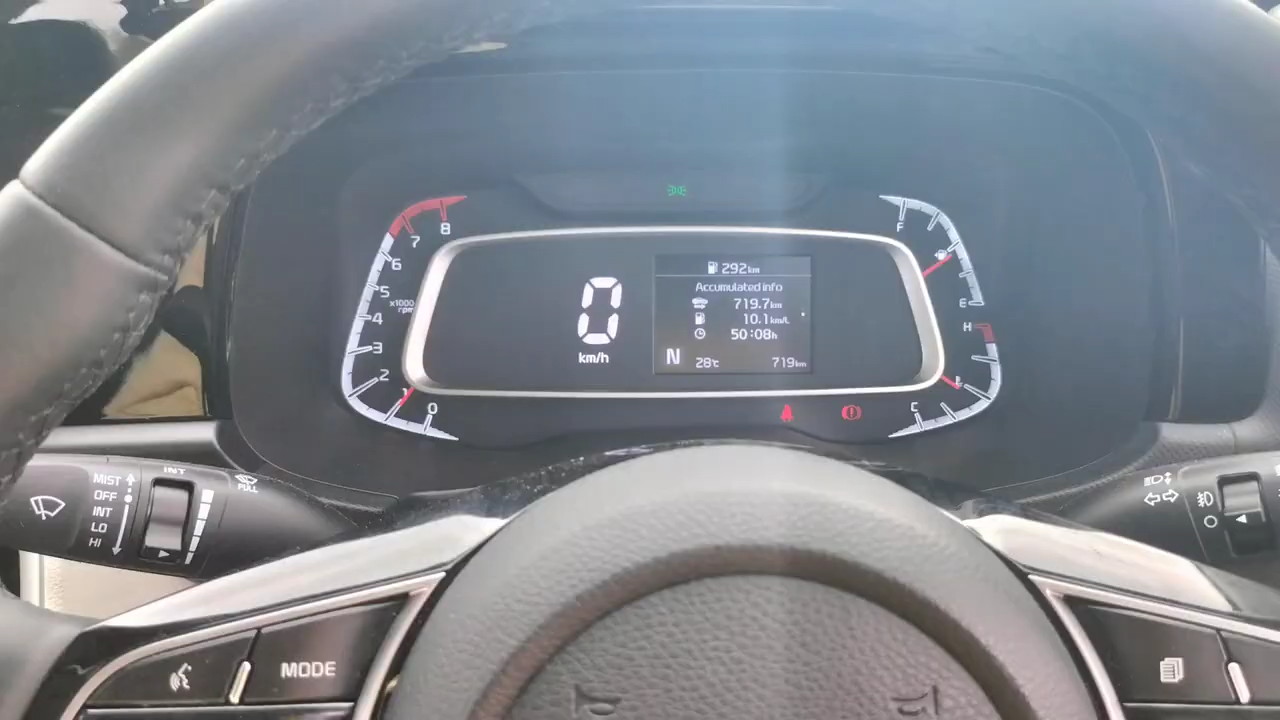 8
7
6
5
x1000
rpm
4
3
2
1
0
0
km/h
292km
Accumulated info
719.7km
10.1km/L
50:08h
N
28℃
719km
F
E
H
C
MIST
OFF
INT
LO
HI
INT
PULL
MODE